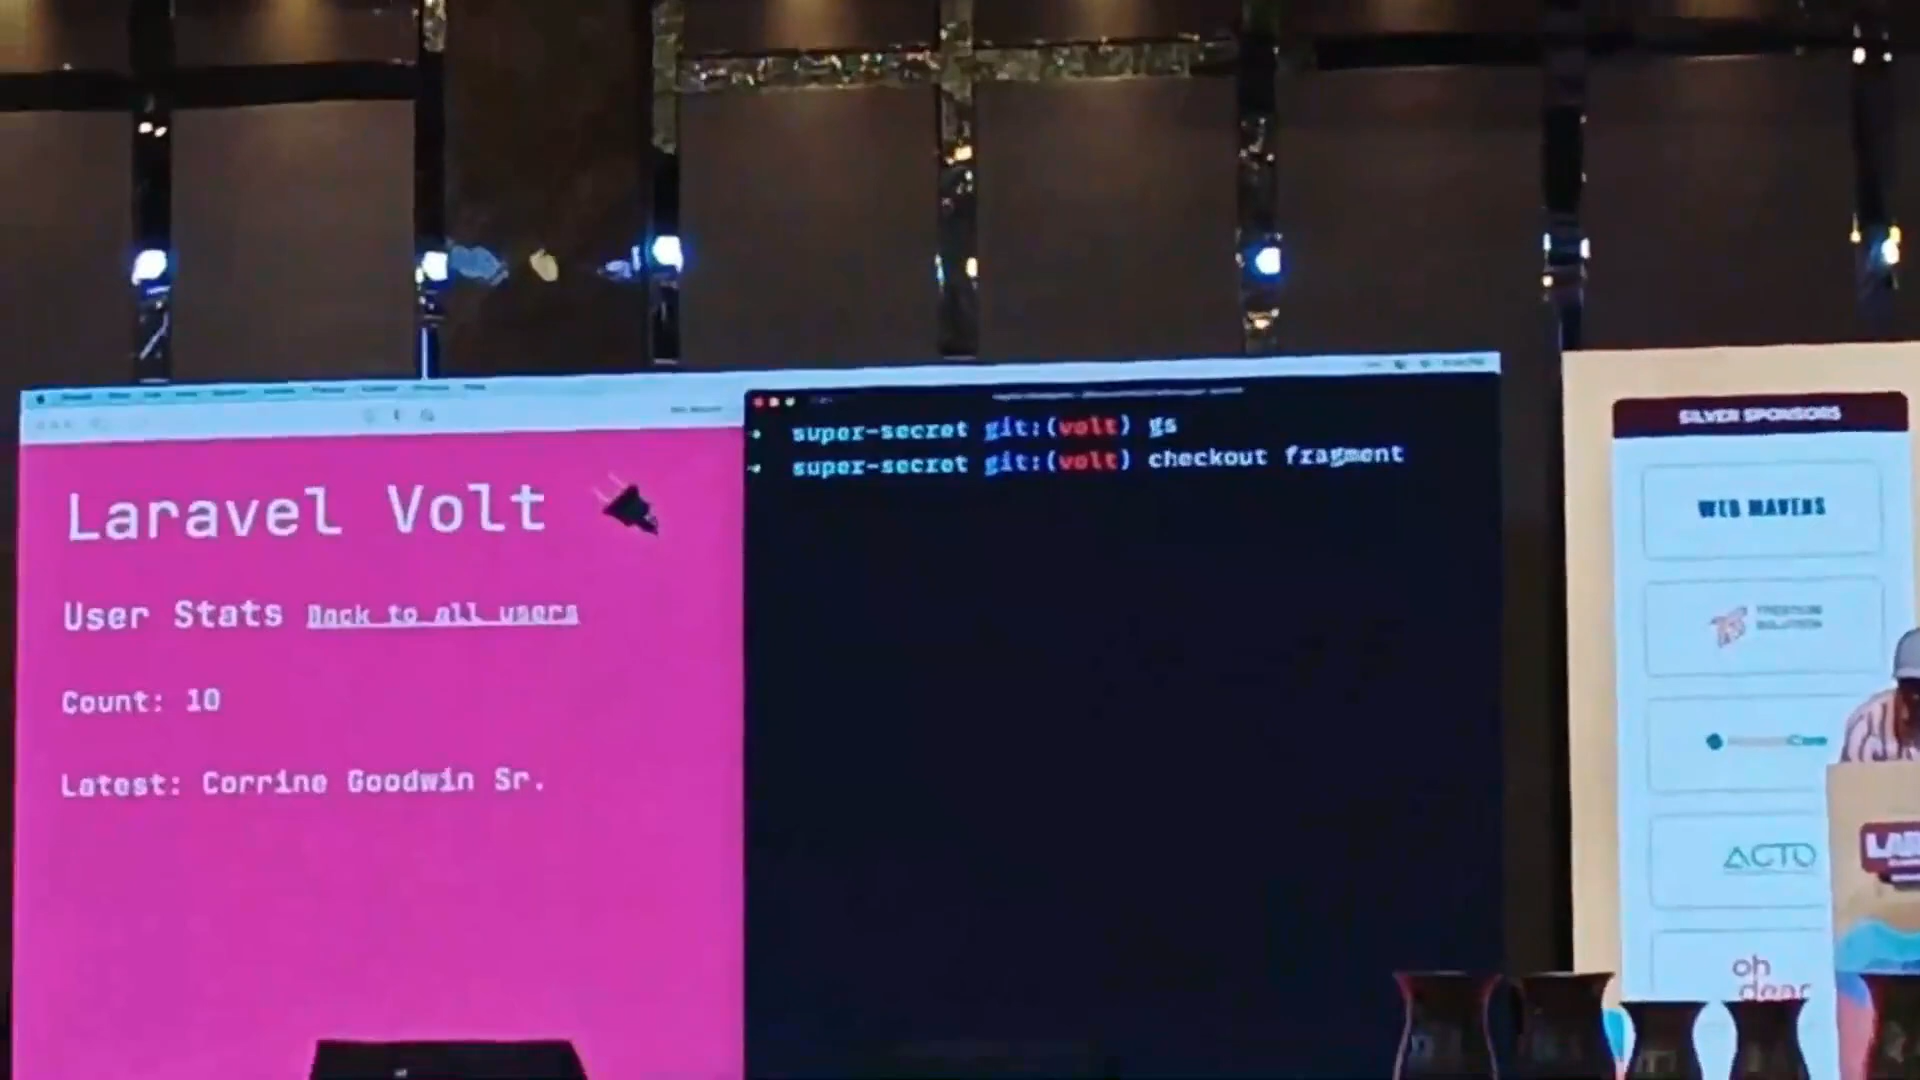 super-secret git:(volt) gs
super-secret git:(volt) checkout fragment
Laravel Volt
User Stats Back to all users
Count: 10
Latest: Corrine Goodwin Sr.
SILVER SPONSORS
WEB MAVENS
ACTO
oh
dear